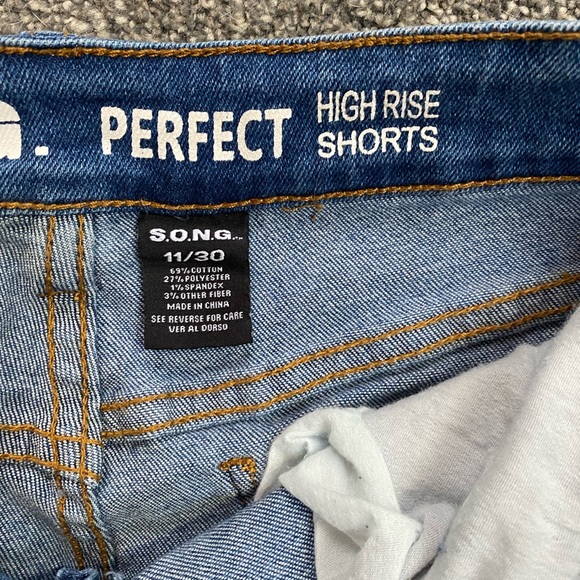 G. PERFECT HIGH RISE
SHORTS
S.O.N.G.™
11/30
69% COTTON
27% POLYESTER
1% SPANDEX
3% OTHER FIBER
MADE IN CHINA
SEE REVERSE FOR CARE
VER AL DORSO